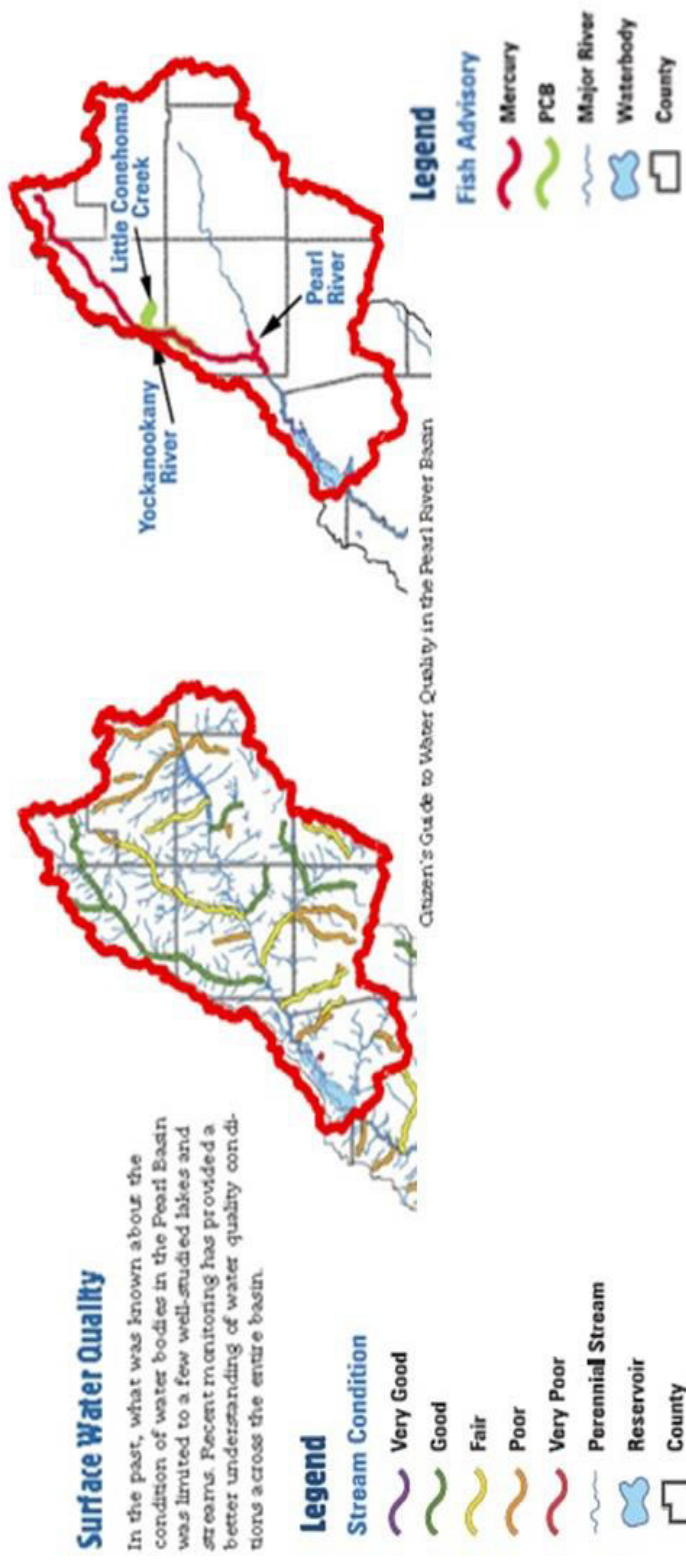 Surface Water Quality
In the past, what was known about the
condition of water bodies in the Pearl Basin
was limited to a few well-studied lakes and
streams. Recent monitoring has provided a
better understanding of water quality condi-
tions across the entire basin.
Legend
Stream Condition
Very Good
Good
Fair
Poor
Very Poor
Perennial Stream
Reservoir
County
Citizen's Guide to Water Quality in the Pearl River Basin
Yockanookany
River
Little Conehoma
Creek
Pearl
River
Legend
Fish Advisory
Mercury
PCB
Major River
Waterbody
County